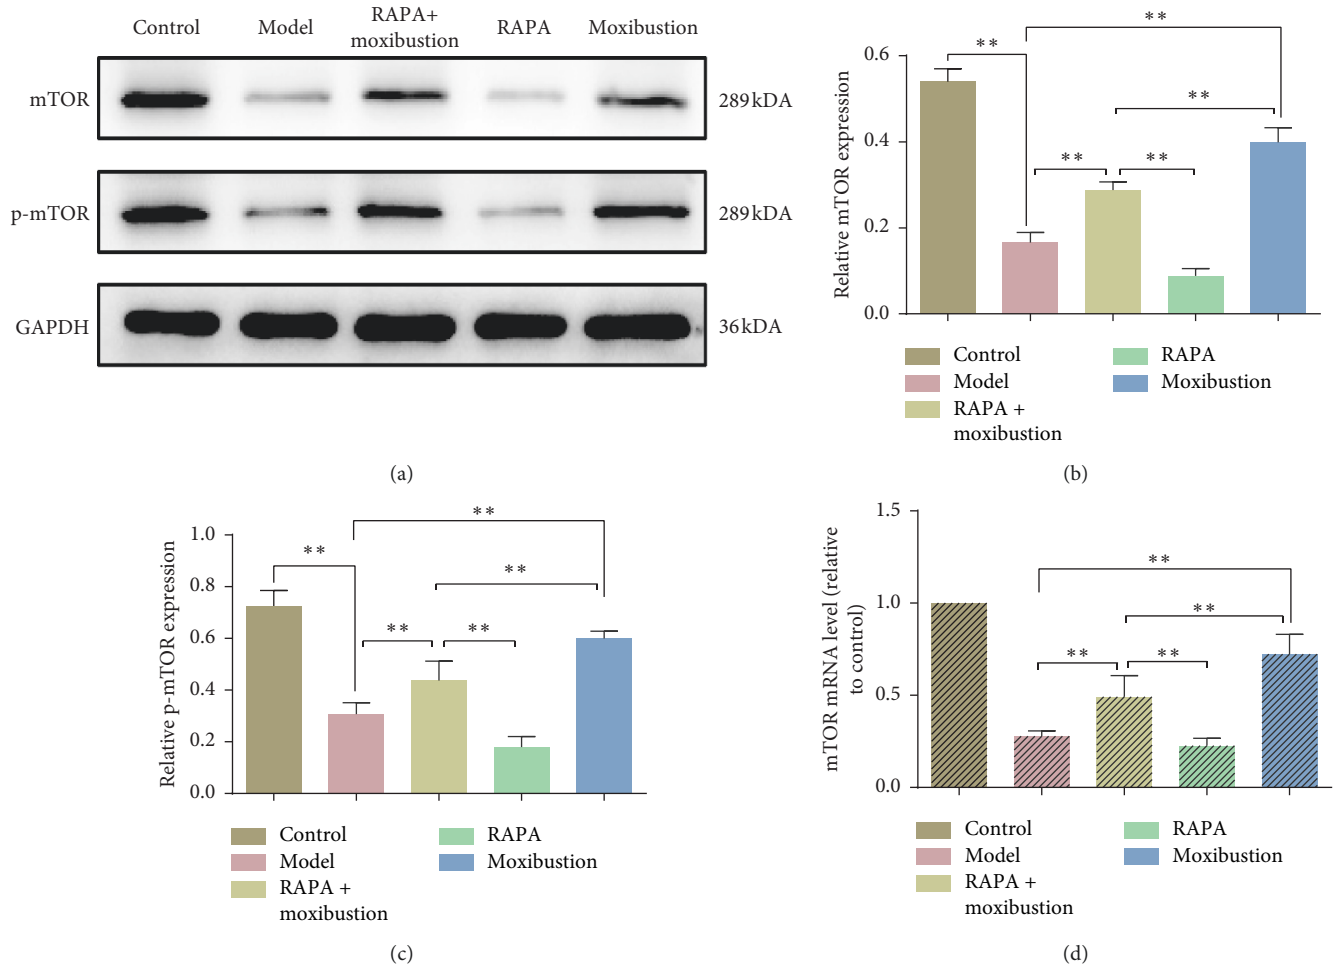 Control
Model
RAPA+
moxibustion
RAPA
Moxibustion
mTOR
289kDA
p-mTOR
289kDA
GAPDH
36kDA
(a)
Relative mTOR expression
0.6
0.4
0.2
0.0
**
**
**
**
**
Control
Model
RAPA +
moxibustion
RAPA
Moxibustion
(b)
Relative p-mTOR expression
1.0
0.8
0.6
0.4
0.2
0.0
**
**
**
**
**
Control
Model
RAPA +
moxibustion
RAPA
Moxibustion
(c)
mTOR mRNA level (relative
to control)
1.5
1.0
0.5
0.0
**
**
**
**
Control
Model
RAPA +
moxibustion
RAPA
Moxibustion
(d)